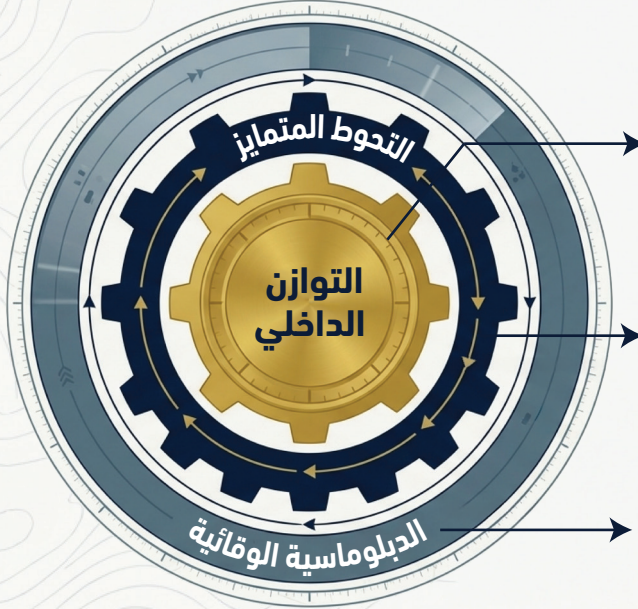 التحوط المتمايز
التوازن
الداخلي
الدبلوماسية الوقائية